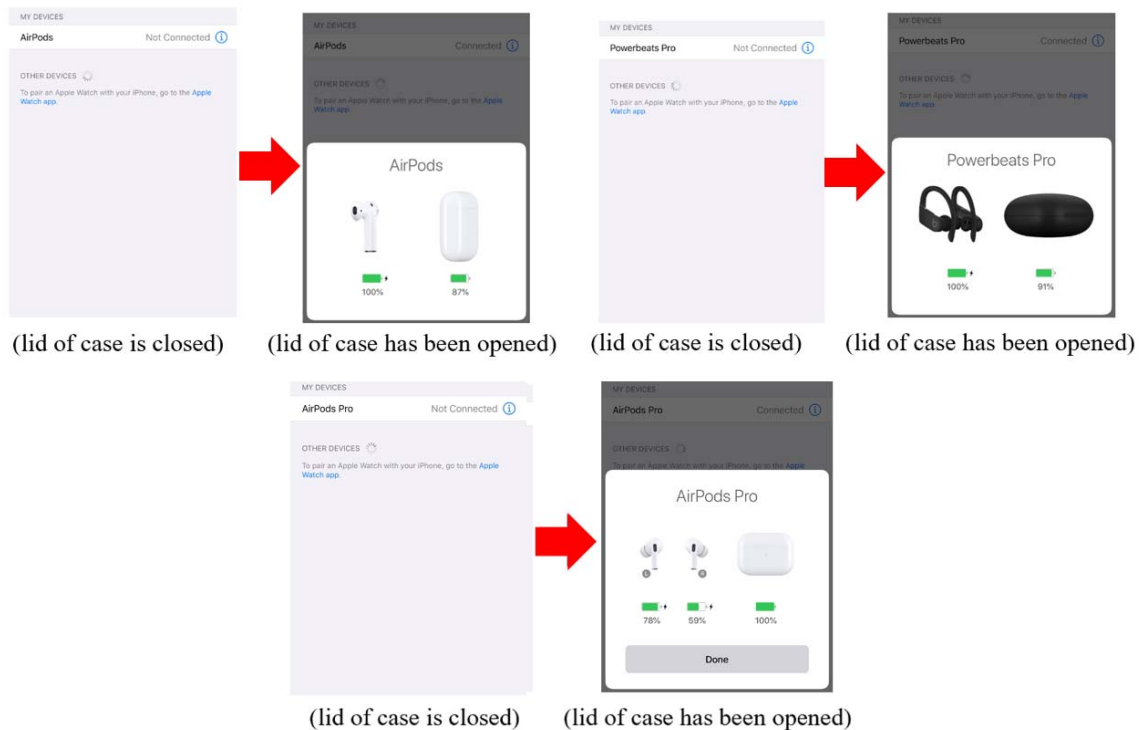 MY DEVICES
AirPods Not Connected
OTHER DEVICES
To pair an Apple Watch with your iPhone, go to the Apple
Watch app.
(lid of case is closed)
MY DEVICES
AirPods Connected
OTHER DEVICES
To pair an Apple Watch with your iPhone, go to the Apple
Watch app.
AirPods
100% 87%
(lid of case has been opened)
MY DEVICES
Powerbeats Pro Not Connected
OTHER DEVICES
To pair an Apple Watch with your iPhone, go to the Apple
Watch app.
(lid of case is closed)
MY DEVICES
Powerbeats Pro Connected
OTHER DEVICES
To pair an Apple Watch with your iPhone, go to the Apple
Watch app.
Powerbeats Pro
100% 91%
(lid of case has been opened)
MY DEVICES
AirPods Pro Not Connected
OTHER DEVICES
To pair an Apple Watch with your iPhone, go to the Apple
Watch app.
(lid of case is closed)
MY DEVICES
AirPods Pro Connected
OTHER DEVICES
To pair an Apple Watch with your iPhone, go to the Apple
AirPods Pro
L R
78% 59% 100%
Done
(lid of case has been opened)